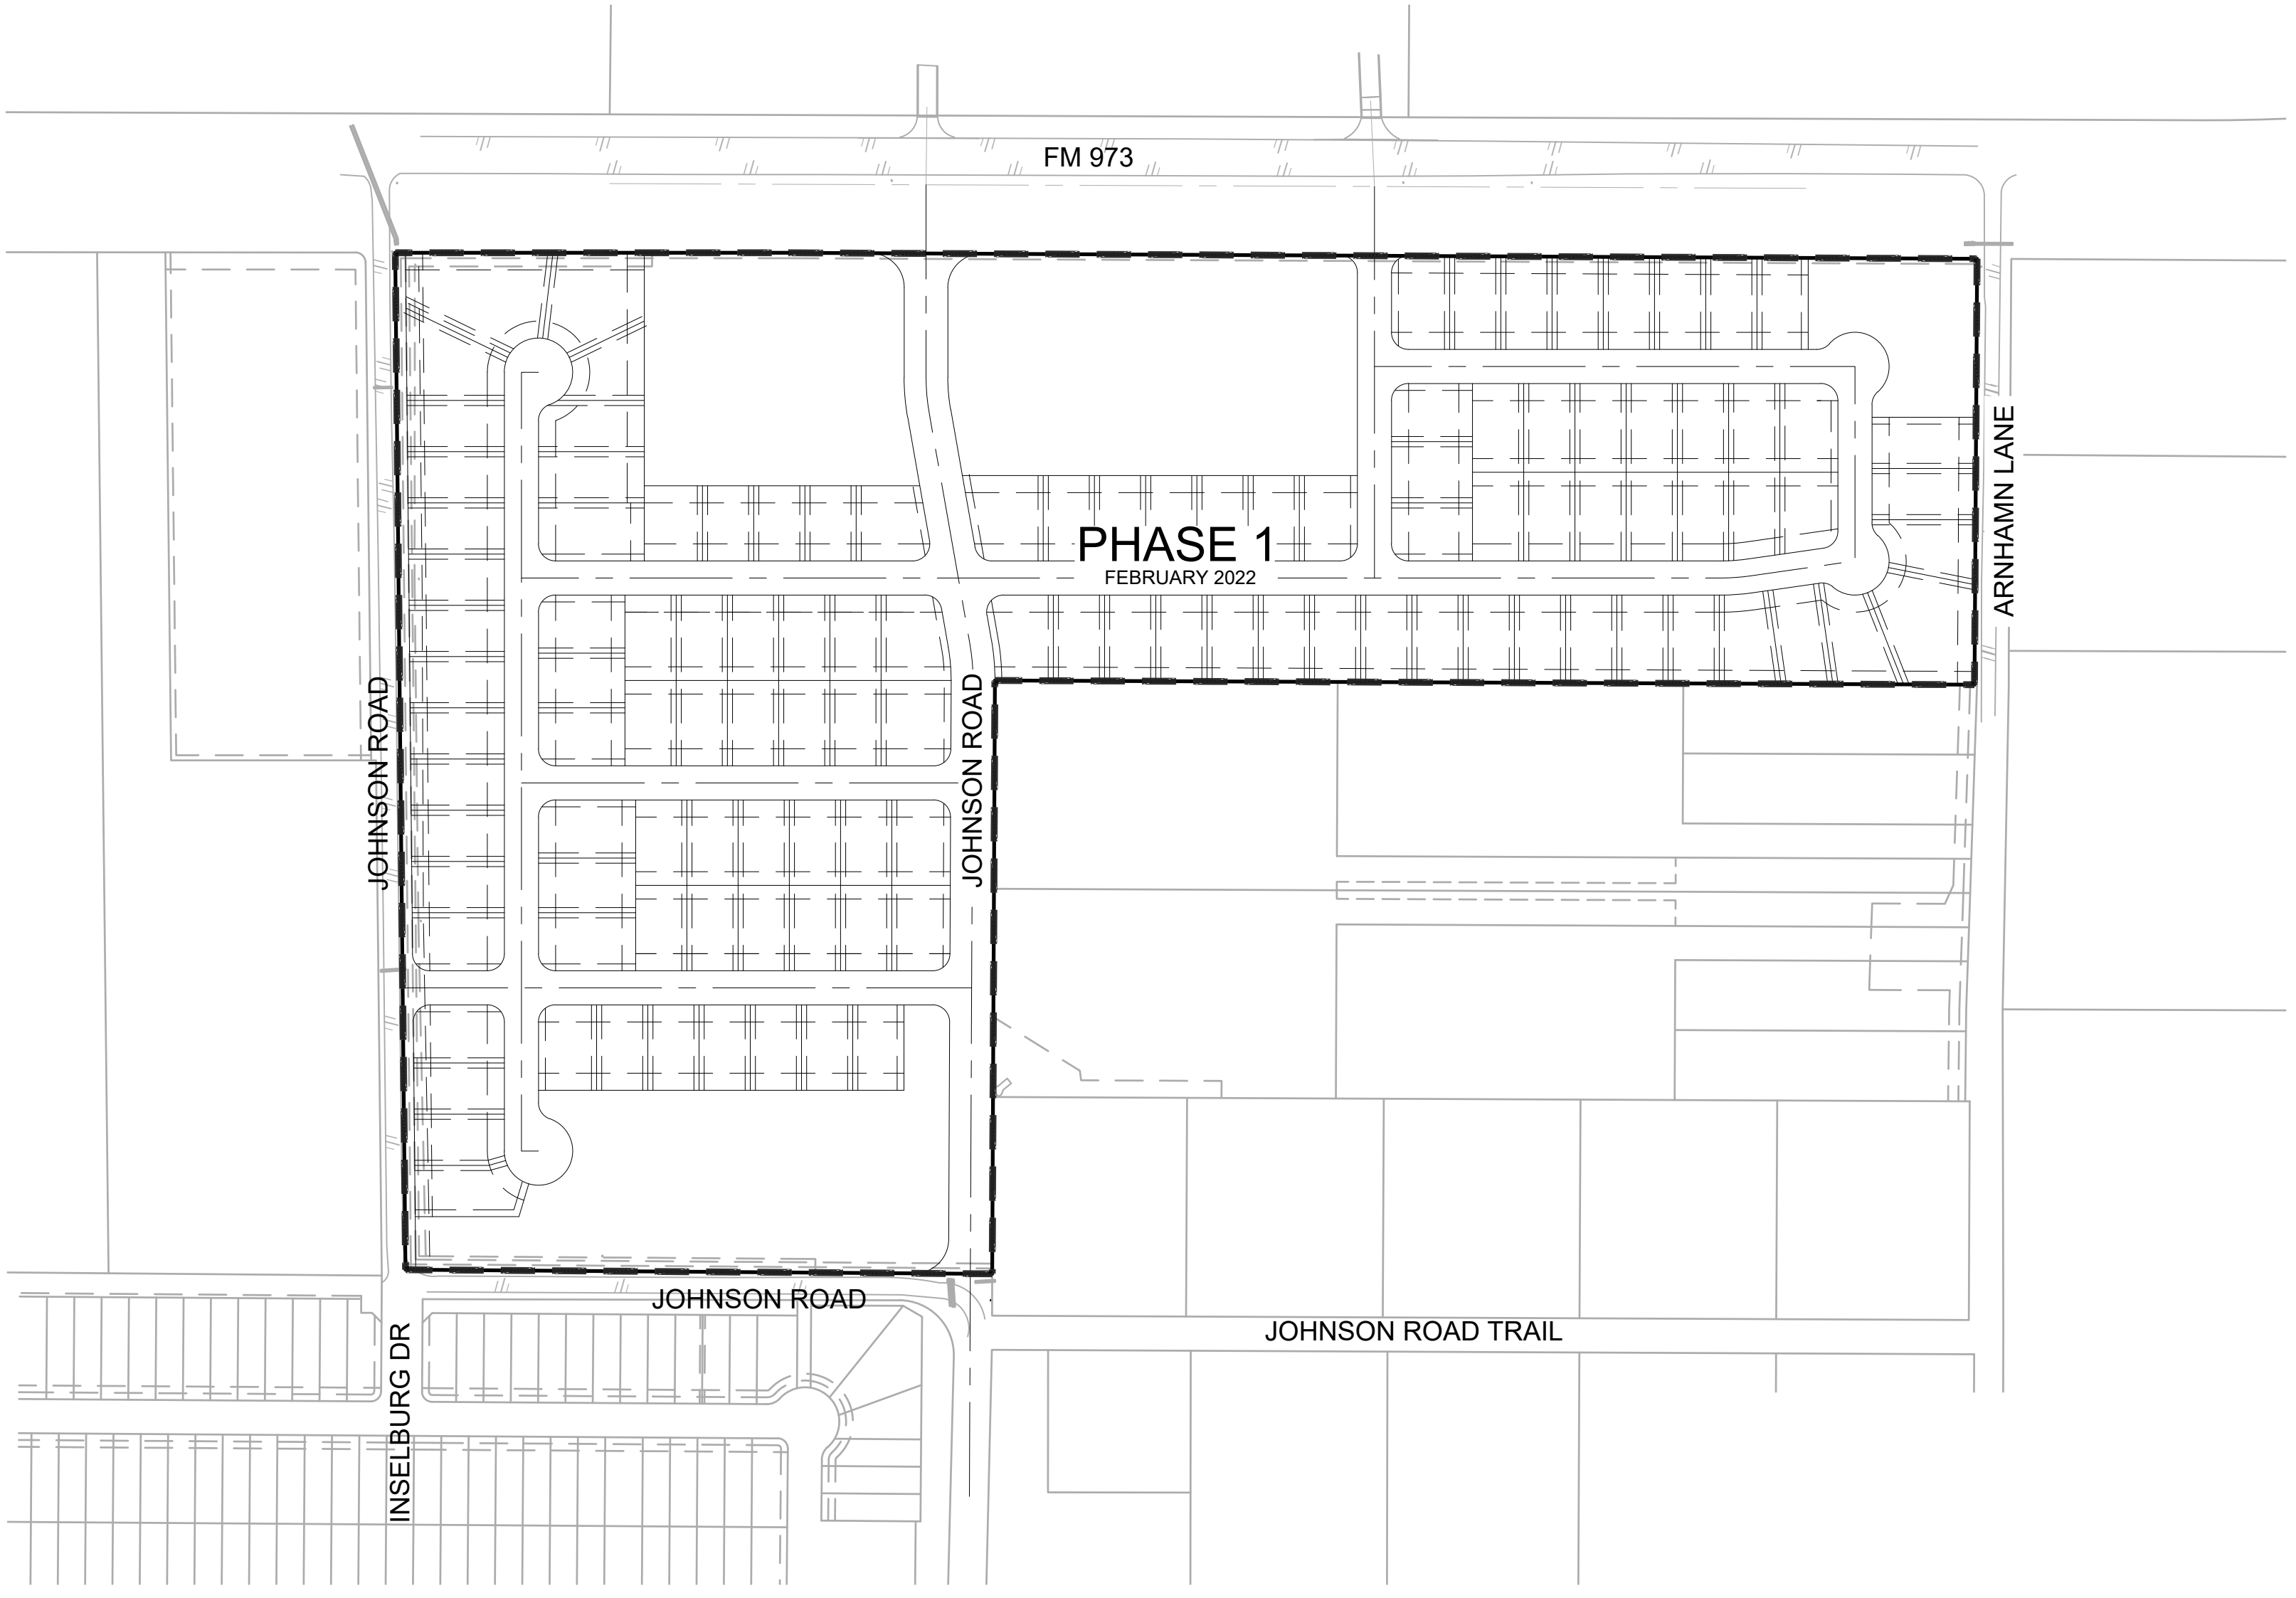 FM 973
PHASE 1
FEBRUARY 2022
ARNHAMN LANE
JOHNSON ROAD
JOHNSON ROAD
JOHNSON ROAD
JOHNSON ROAD TRAIL
INSELBURG DR